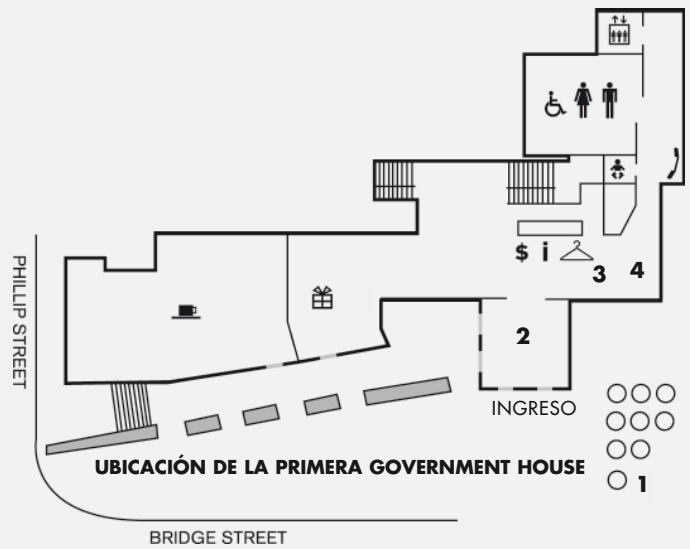 $ i
3 4
2
INGRESO
PHILLIP STREET
UBICACIÓN DE LA PRIMERA GOVERNMENT HOUSE
1
BRIDGE STREET